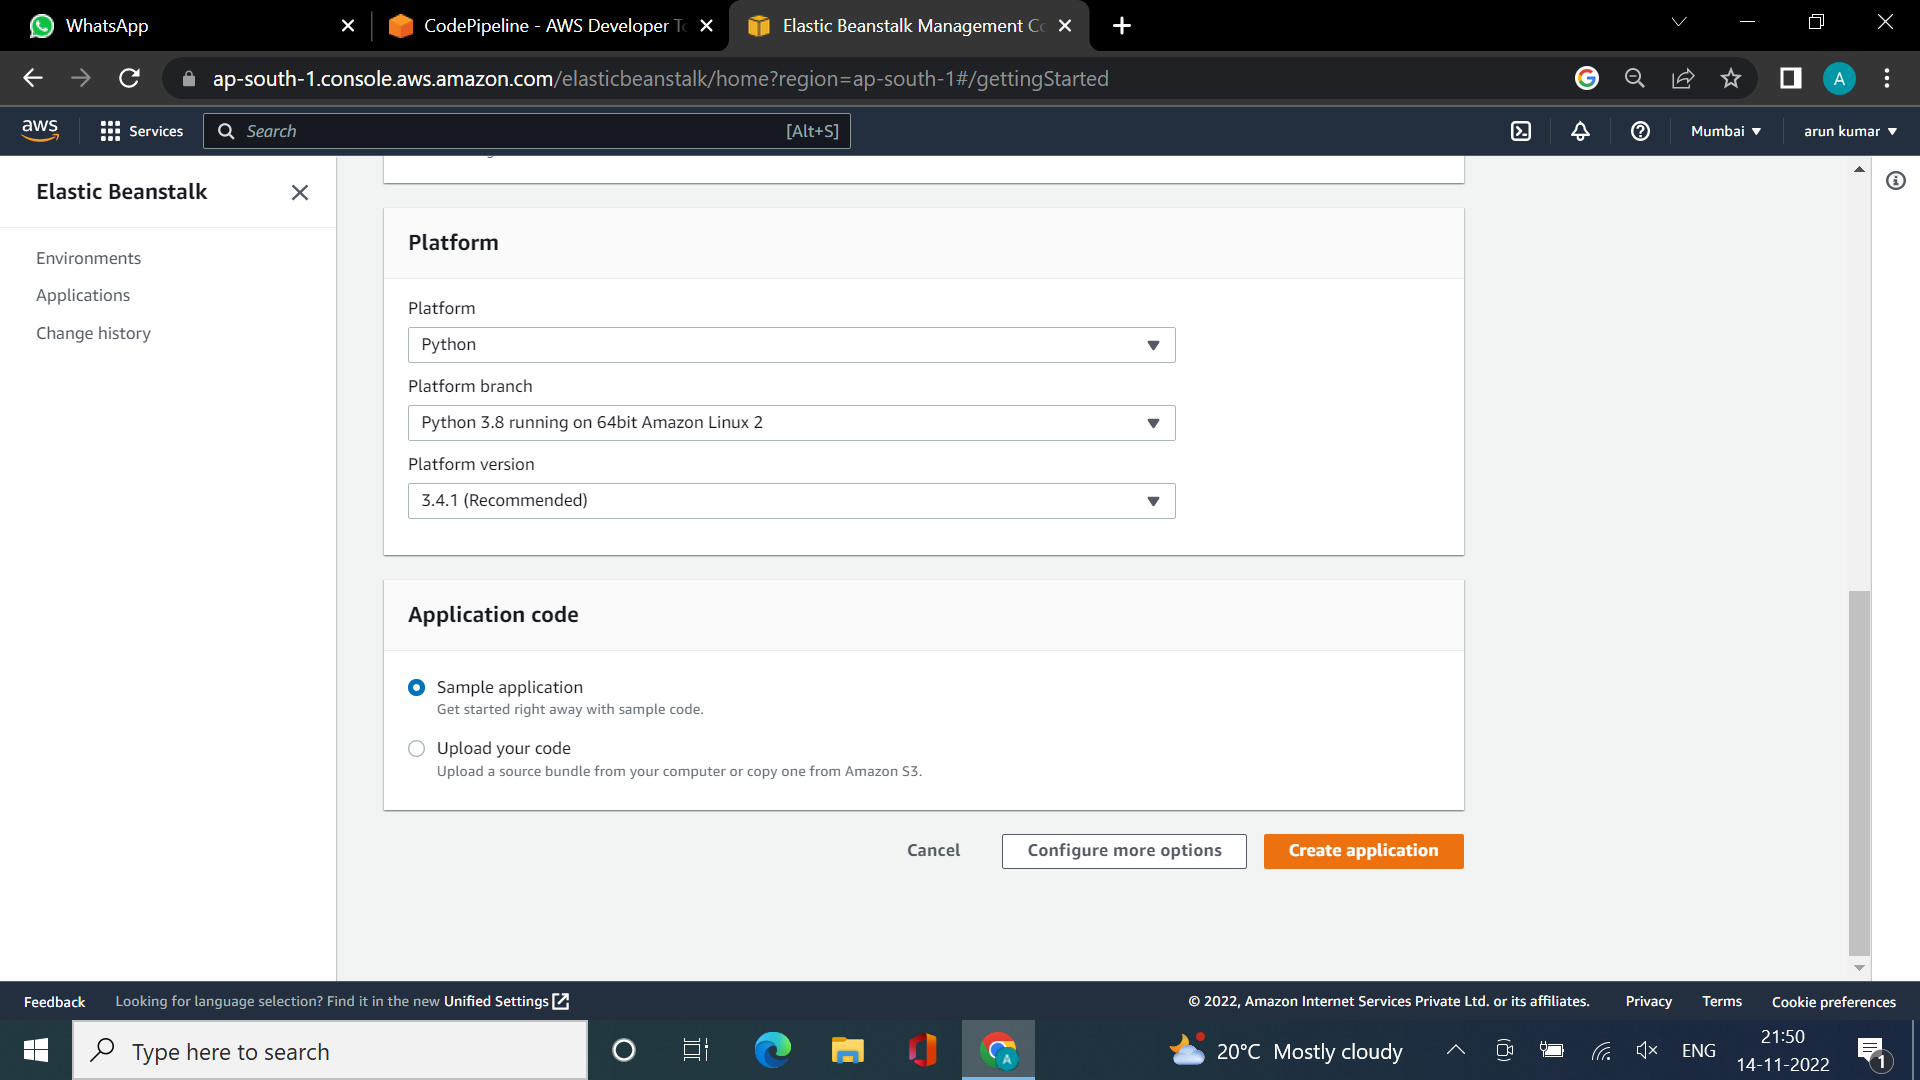 WhatsApp
CodePipeline - AWS Developer T
Elastic Beanstalk Management Co
ap-south-1.console.aws.amazon.com/elasticbeanstalk/home?region=ap-south-1#/gettingStarted
A
aws
Services
Search
[Alt+S]
Mumbai
arun kumar
Elastic Beanstalk
Environments
Applications
Change history
Platform
Platform
Python
Platform branch
Python 3.8 running on 64bit Amazon Linux 2
Platform version
3.4.1 (Recommended)
Application code
Sample application
Get started right away with sample code.
Upload your code
Upload a source bundle from your computer or copy one from Amazon S3.
Cancel
Configure more options
Create application
Feedback
Looking for language selection? Find it in the new Unified Settings
© 2022, Amazon Internet Services Private Ltd. or its affiliates.
Privacy
Terms
Cookie preferences
Type here to search
A
20°C Mostly cloudy
ENG
21:50
14-11-2022
1